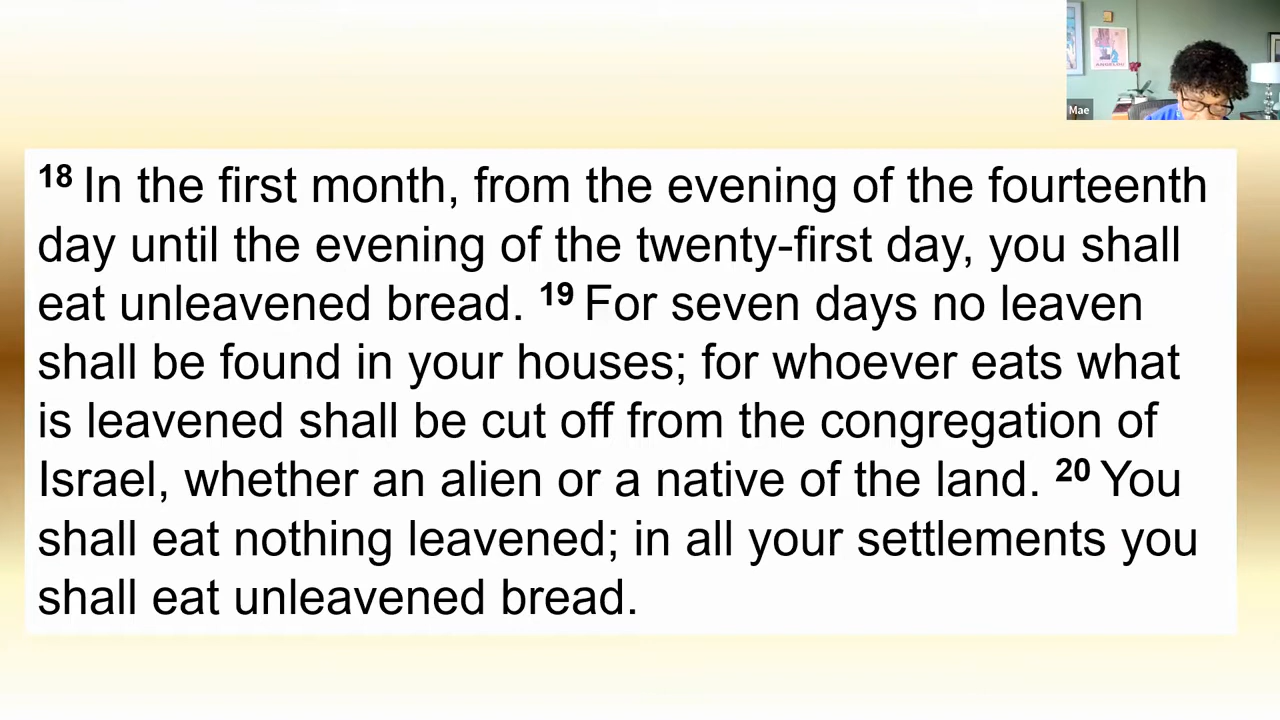 Mae
18 In the first month, from the evening of the fourteenth
day until the evening of the twenty-first day, you shall
eat unleavened bread. 19 For seven days no leaven
shall be found in your houses; for whoever eats what
is leavened shall be cut off from the congregation of
Israel, whether an alien or a native of the land. 20 You
shall eat nothing leavened; in all your settlements you
shall eat unleavened bread.